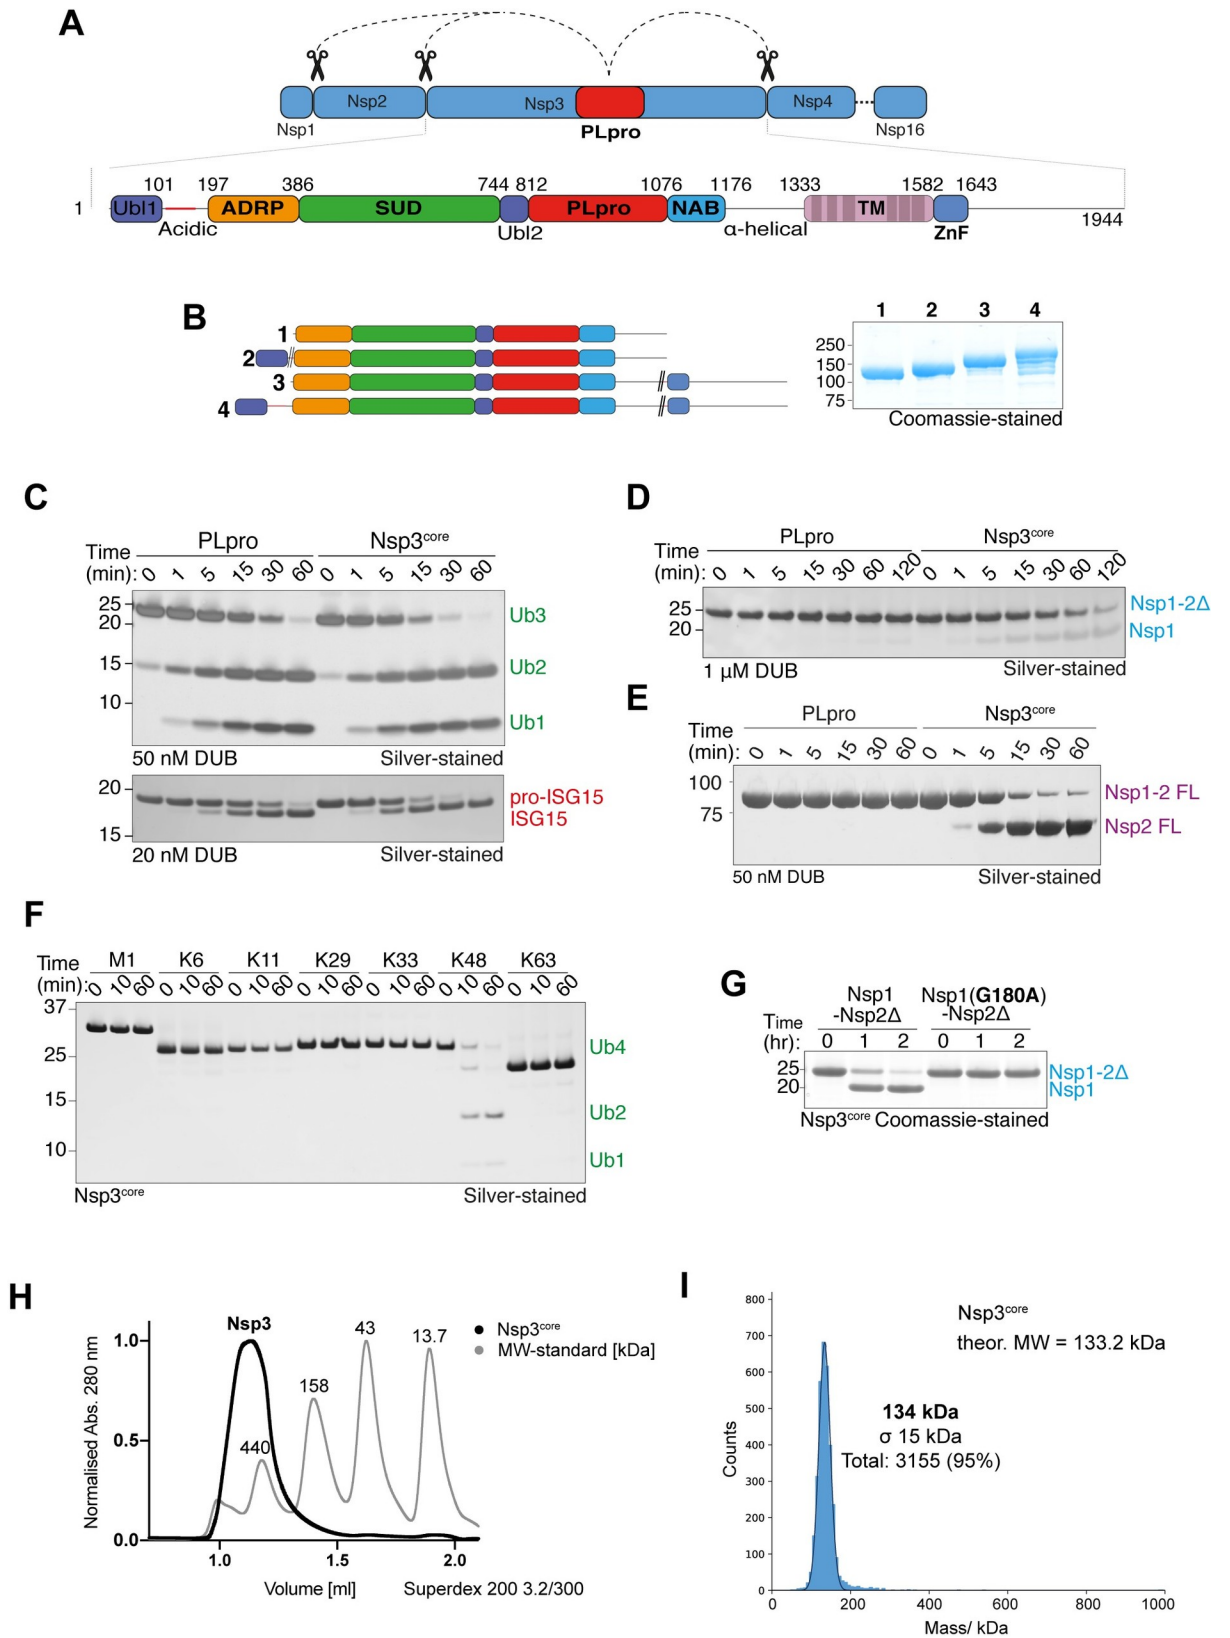 A
Nsp1
Nsp2
Nsp3
PLpro
Nsp4
Nsp16
1
101
197
386
744
812
1076
1176
1333
1582
1643
1944
Ubl1
Acidic
ADRP
SUD
Ubl2
PLpro
NAB
α-helical
TM
ZnF
B
1
2
3
4
1 2 3 4
250
150
100
75
Coomassie-stained
C
PLpro Nsp3core
Time
(min): 0 1 5 15 30 60 0 1 5 15 30 60
25
20
15
10
Ub3
Ub2
Ub1
50 nM DUB Silver-stained
20
15
pro-ISG15
ISG15
20 nM DUB Silver-stained
D
PLpro Nsp3core
Time
(min): 0 1 5 15 30 60 120 0 1 5 15 30 60 120
25
20
Nsp1-2Δ
Nsp1
1 µM DUB Silver-stained
E
PLpro Nsp3core
Time
(min): 0 1 5 15 30 60 0 1 5 15 30 60
100
75
Nsp1-2 FL
Nsp2 FL
50 nM DUB Silver-stained
F
Time M1 K6 K11 K29 K33 K48 K63
(min): 0 10 60 0 10 60 0 10 60 0 10 60 0 10 60 0 10 60 0 10 60
37
25
15
10
Ub4
Ub2
Ub1
Nsp3core Silver-stained
G
Nsp1 Nsp1(G180A)
-Nsp2Δ -Nsp2Δ
Time
(hr): 0 1 2 0 1 2
25
20
Nsp1-2Δ
Nsp1
Nsp3core Coomassie-stained
H
Nsp3
440
158
43
13.7
Nsp3core
MW-standard [kDa]
Normalised Abs. 280 nm
1.0
0.5
0.0
1.0 1.5 2.0
Volume [ml] Superdex 200 3.2/300
I
Nsp3core
theor. MW = 133.2 kDa
134 kDa
σ 15 kDa
Total: 3155 (95%)
Counts
800
700
600
500
400
300
200
100
0
0 200 400 600 800 1000
Mass/ kDa